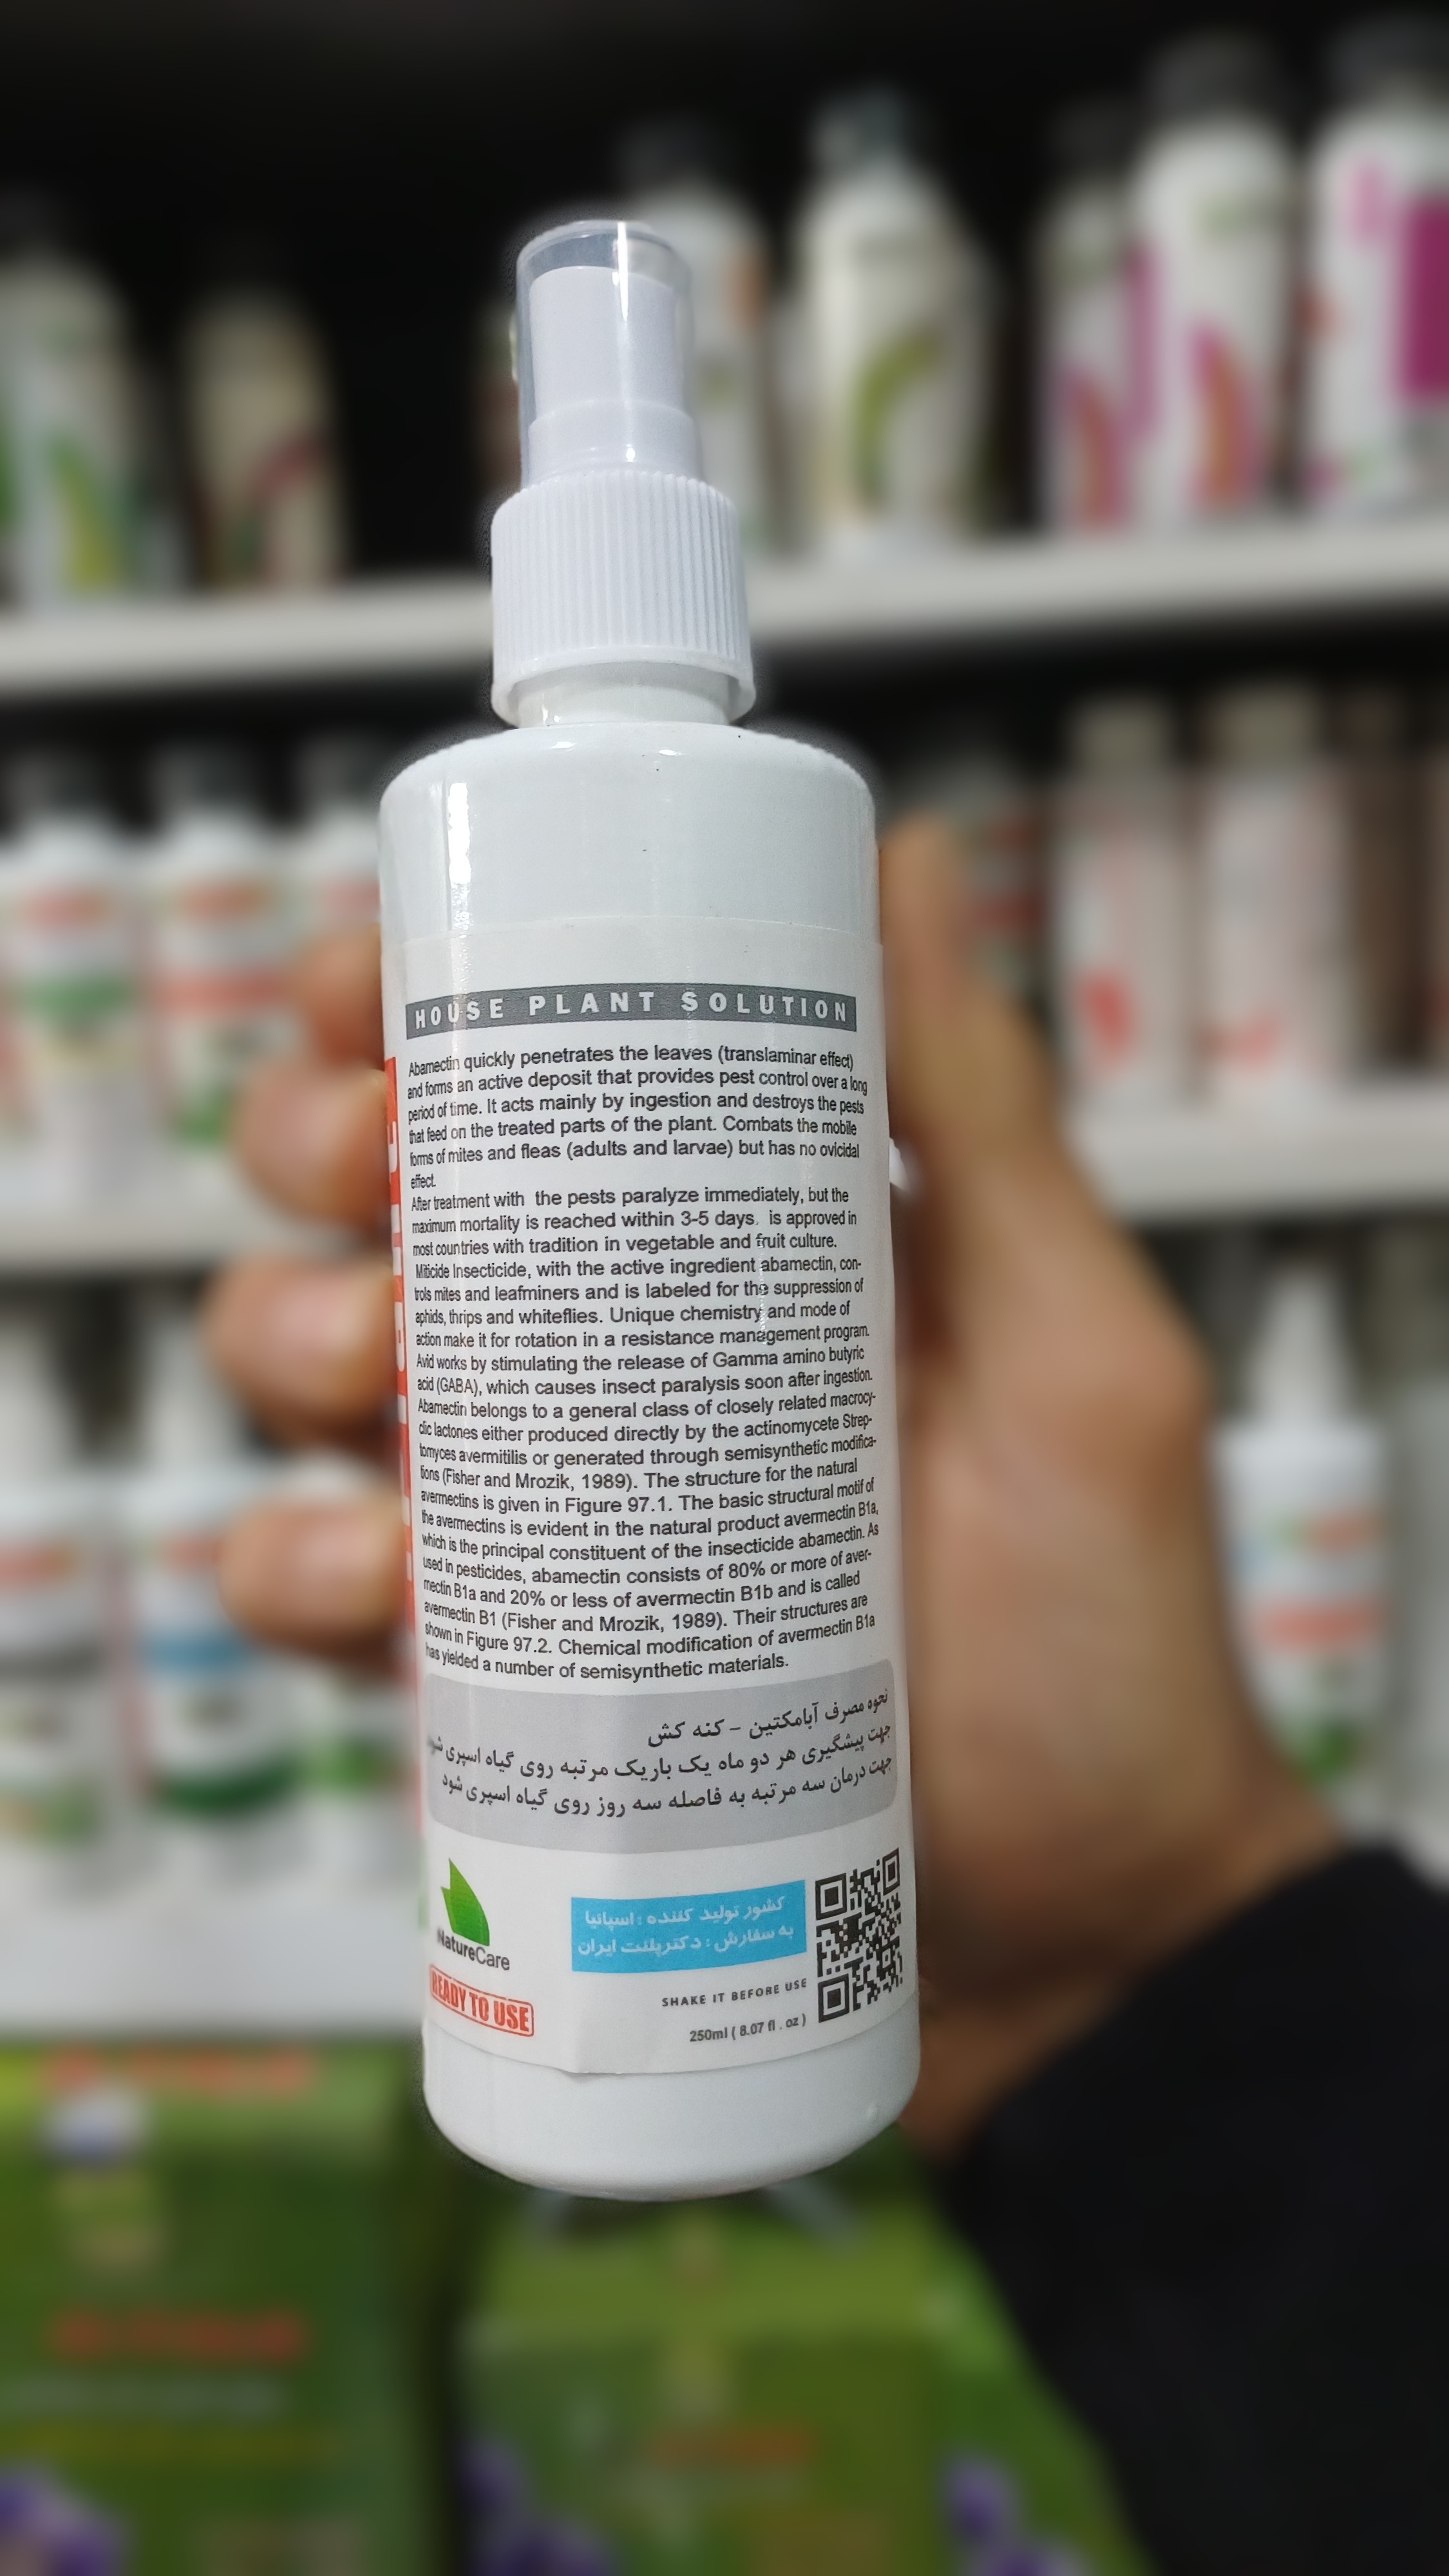 HOUSE PLANT SOLUTION
Abamectin quickly penetrates the leaves (translaminar effect)
and forms an active deposit that provides pest control over a long
period of time. It acts mainly by ingestion and destroys the pests
that feed on the treated parts of the plant. Combats the mobile
forms of mites and fleas (adults and larvae) but has no ovicidal
effect.
After treatment with the pests paralyze immediately, but the
maximum mortality is reached within 3-5 days. is approved in
most countries with tradition in vegetable and fruit culture.
Miticide Insecticide, with the active ingredient abamectin, con-
trols mites and leafminers and is labeled for the suppression of
aphids, thrips and whiteflies. Unique chemistry and mode of
action make it for rotation in a resistance management program.
Avid works by stimulating the release of Gamma amino butyric
acid (GABA), which causes insect paralysis soon after ingestion.
Abamectin belongs to a general class of closely related macrocy-
clic lactones either produced directly by the actinomycete Strep-
tomyces avermitilis or generated through semisynthetic modifica-
tions (Fisher and Mrozik, 1989). The structure for the natural
avermectins is given in Figure 97.1. The basic structural motif of
the avermectins is evident in the natural product avermectin B1a,
which is the principal constituent of the insecticide abamectin. As
used in pesticides, abamectin consists of 80% or more of aver-
mectin B1a and 20% or less of avermectin B1b and is called
avermectin B1 (Fisher and Mrozik, 1989). Their structures are
shown in Figure 97.2. Chemical modification of avermectin B1a
has yielded a number of semisynthetic materials.
نحوه مصرف آبامکتین - کنه کش
جهت پیشگیری هر دو ماه یک باریک مرتبه روی گیاه اسپری شود
جهت درمان سه مرتبه به فاصله سه روز روی گیاه اسپری شود
NatureCare
READY TO USE
کشور تولید کننده : اسپانیا
به سفارش : دکترپلنت ایران
SHAKE IT BEFORE USE
250ml ( 8.07 fl . oz )